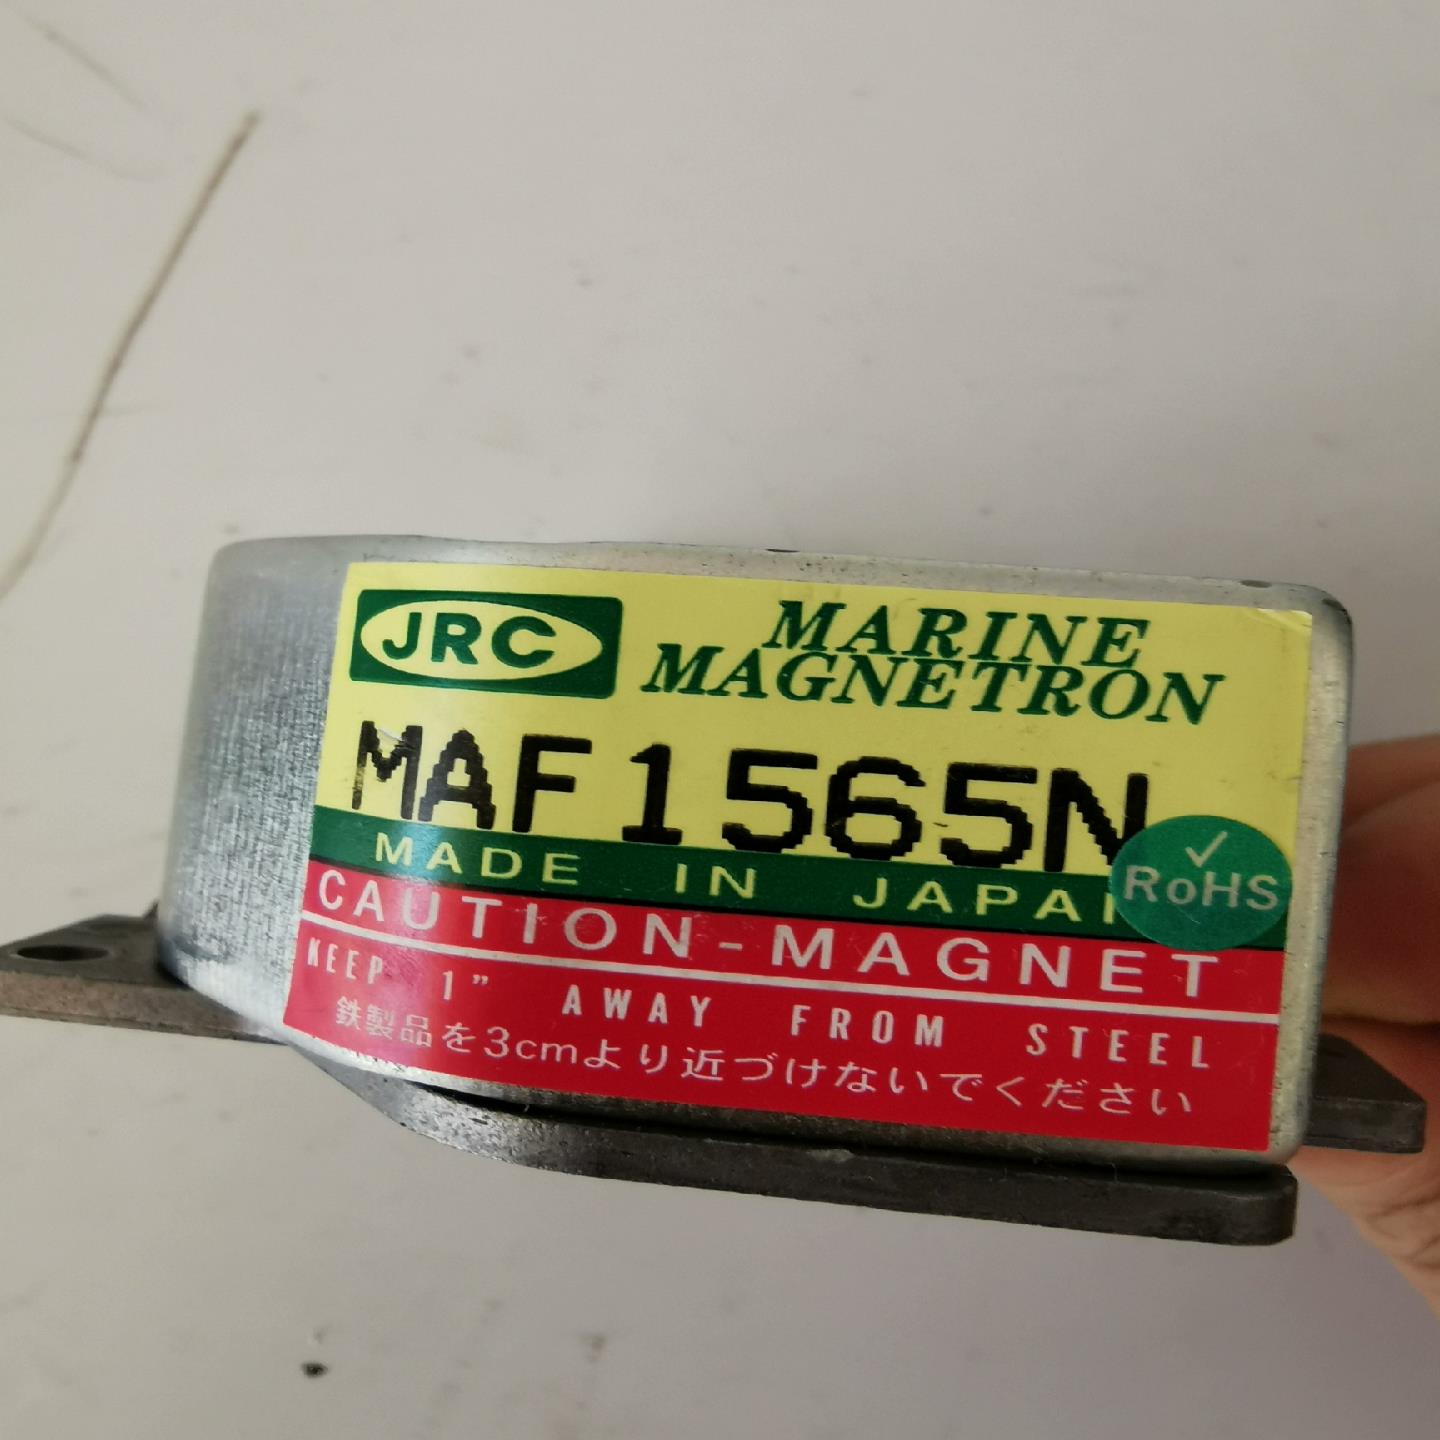 JRC
MARINE
MAGNETRON
MAF1565N
MADE IN JAPA
RoHS
CAUTION-MAGNET
KEEP 1” AWAY FROM STEEL
鉄製品を3cmより近づけないでください